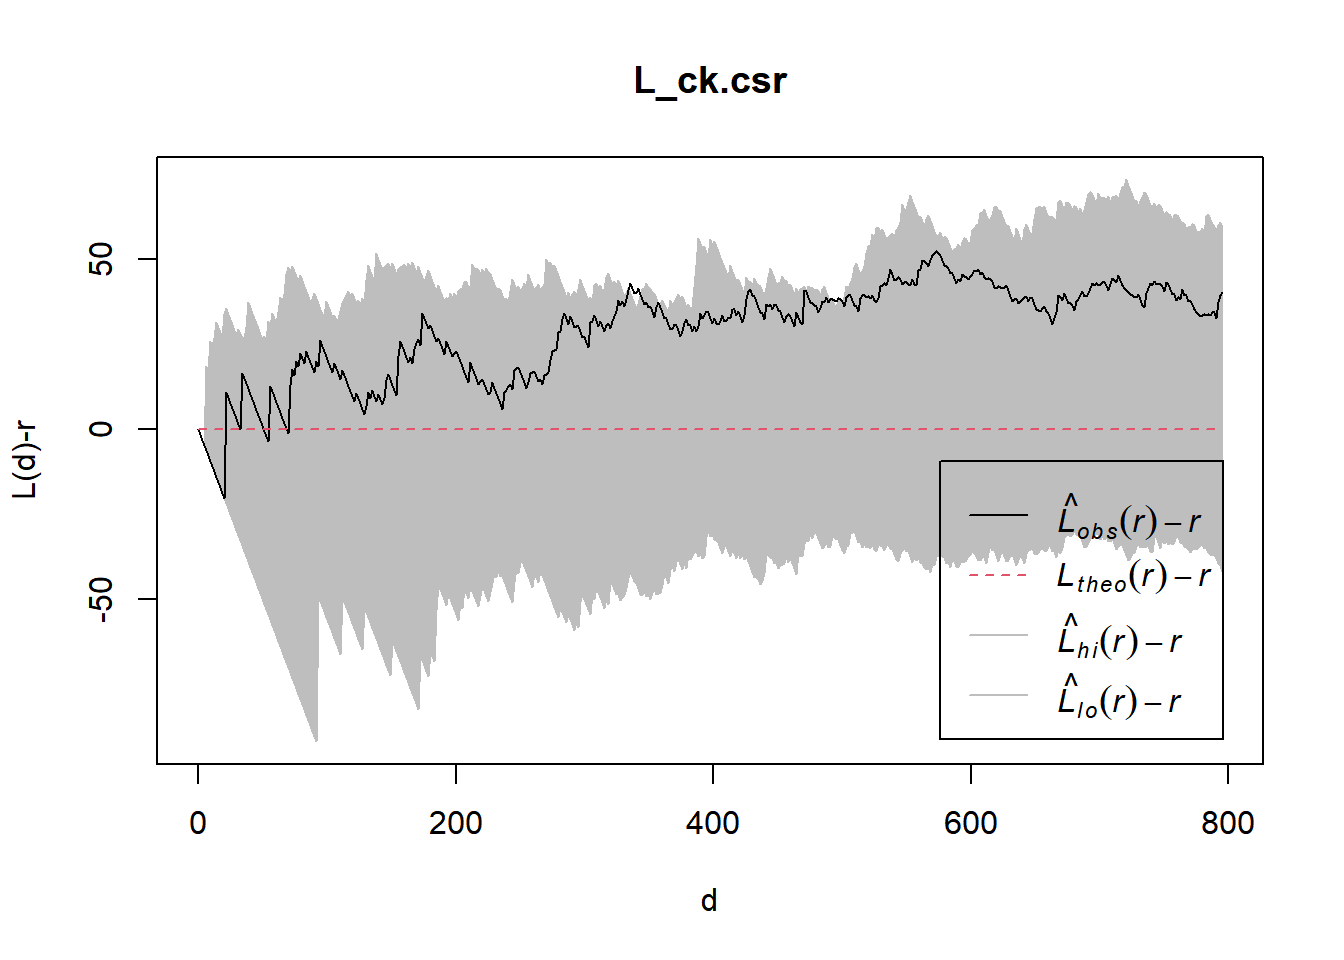 L_ck.csr
L(d)-r
50
0
-50
0 200 400 600 800
d
L̂obs(r) – r
Ltheo(r) – r
L̂hi(r) – r
L̂lo(r) – r